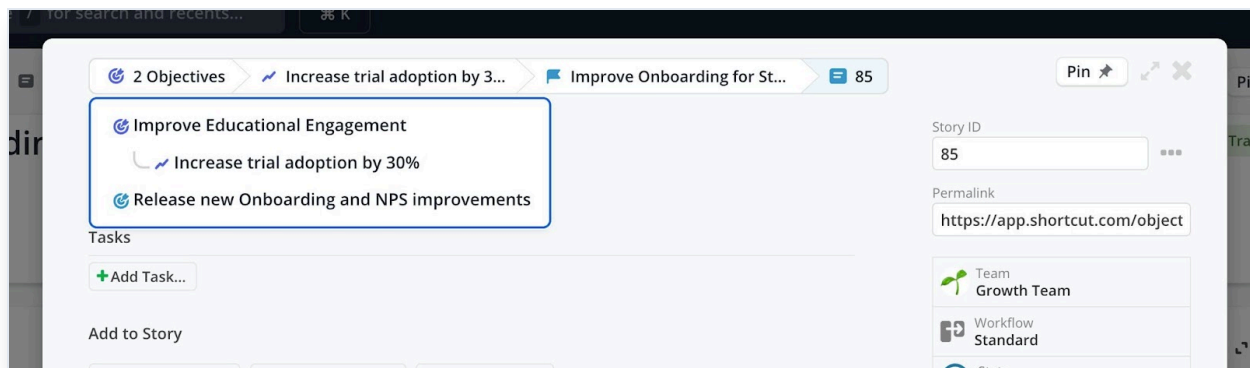 / for search and recents... ⌘ K
2 Objectives Increase trial adoption by 3... Improve Onboarding for St... 85
Pin
Improve Educational Engagement
Increase trial adoption by 30%
Release new Onboarding and NPS improvements
Tasks
+Add Task...
Add to Story
Story ID
85
Permalink
https://app.shortcut.com/object
Team
Growth Team
Workflow
Standard